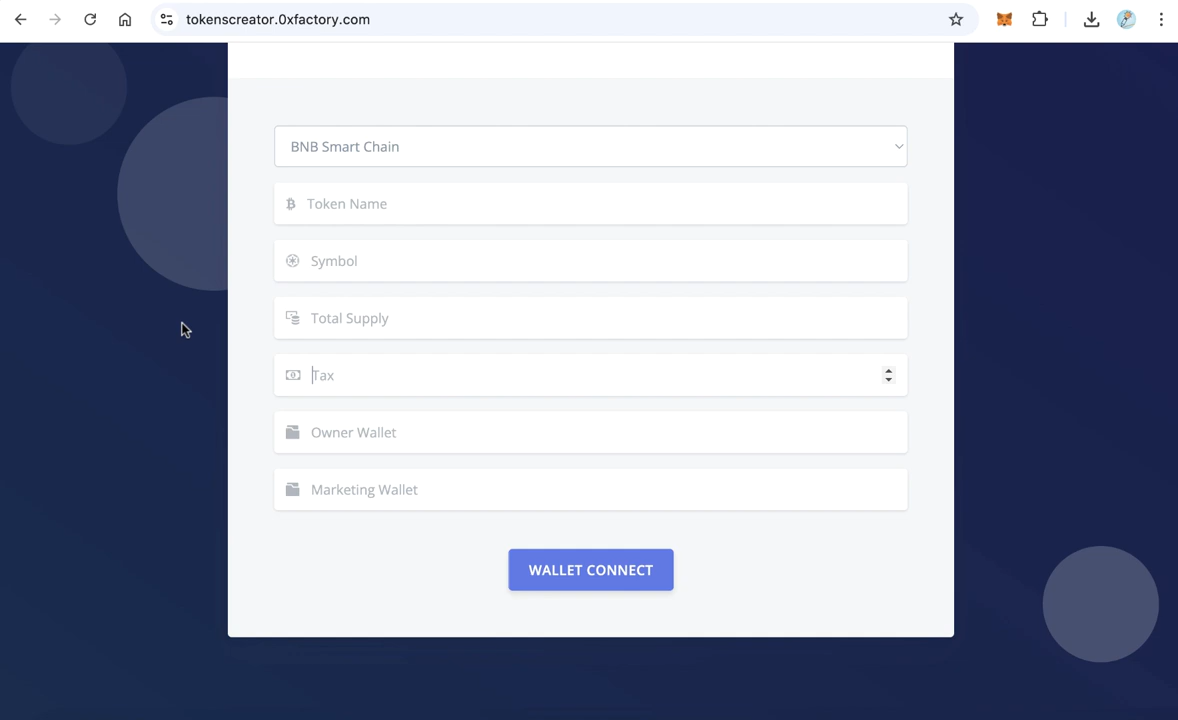 tokenscreator.0xfactory.com
BNB Smart Chain
Token Name
Symbol
Total Supply
Tax
Owner Wallet
Marketing Wallet
WALLET CONNECT